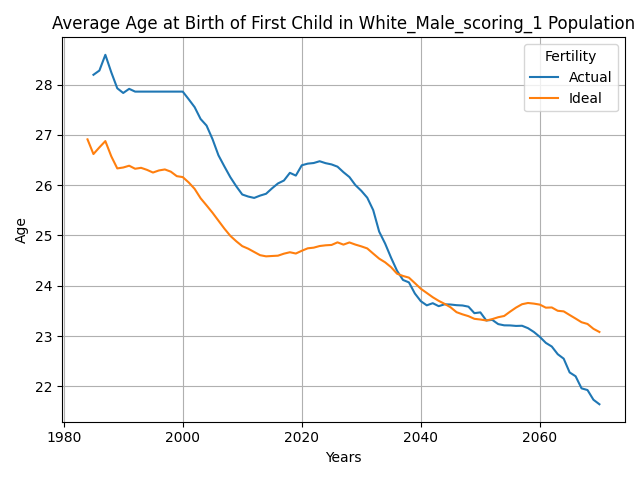 Average Age at Birth of First Child in White_Male_scoring_1 Population
Fertility
Actual
Ideal
28
27
26
25
24
23
22
Age
1980
2000
2020
2040
2060
Years